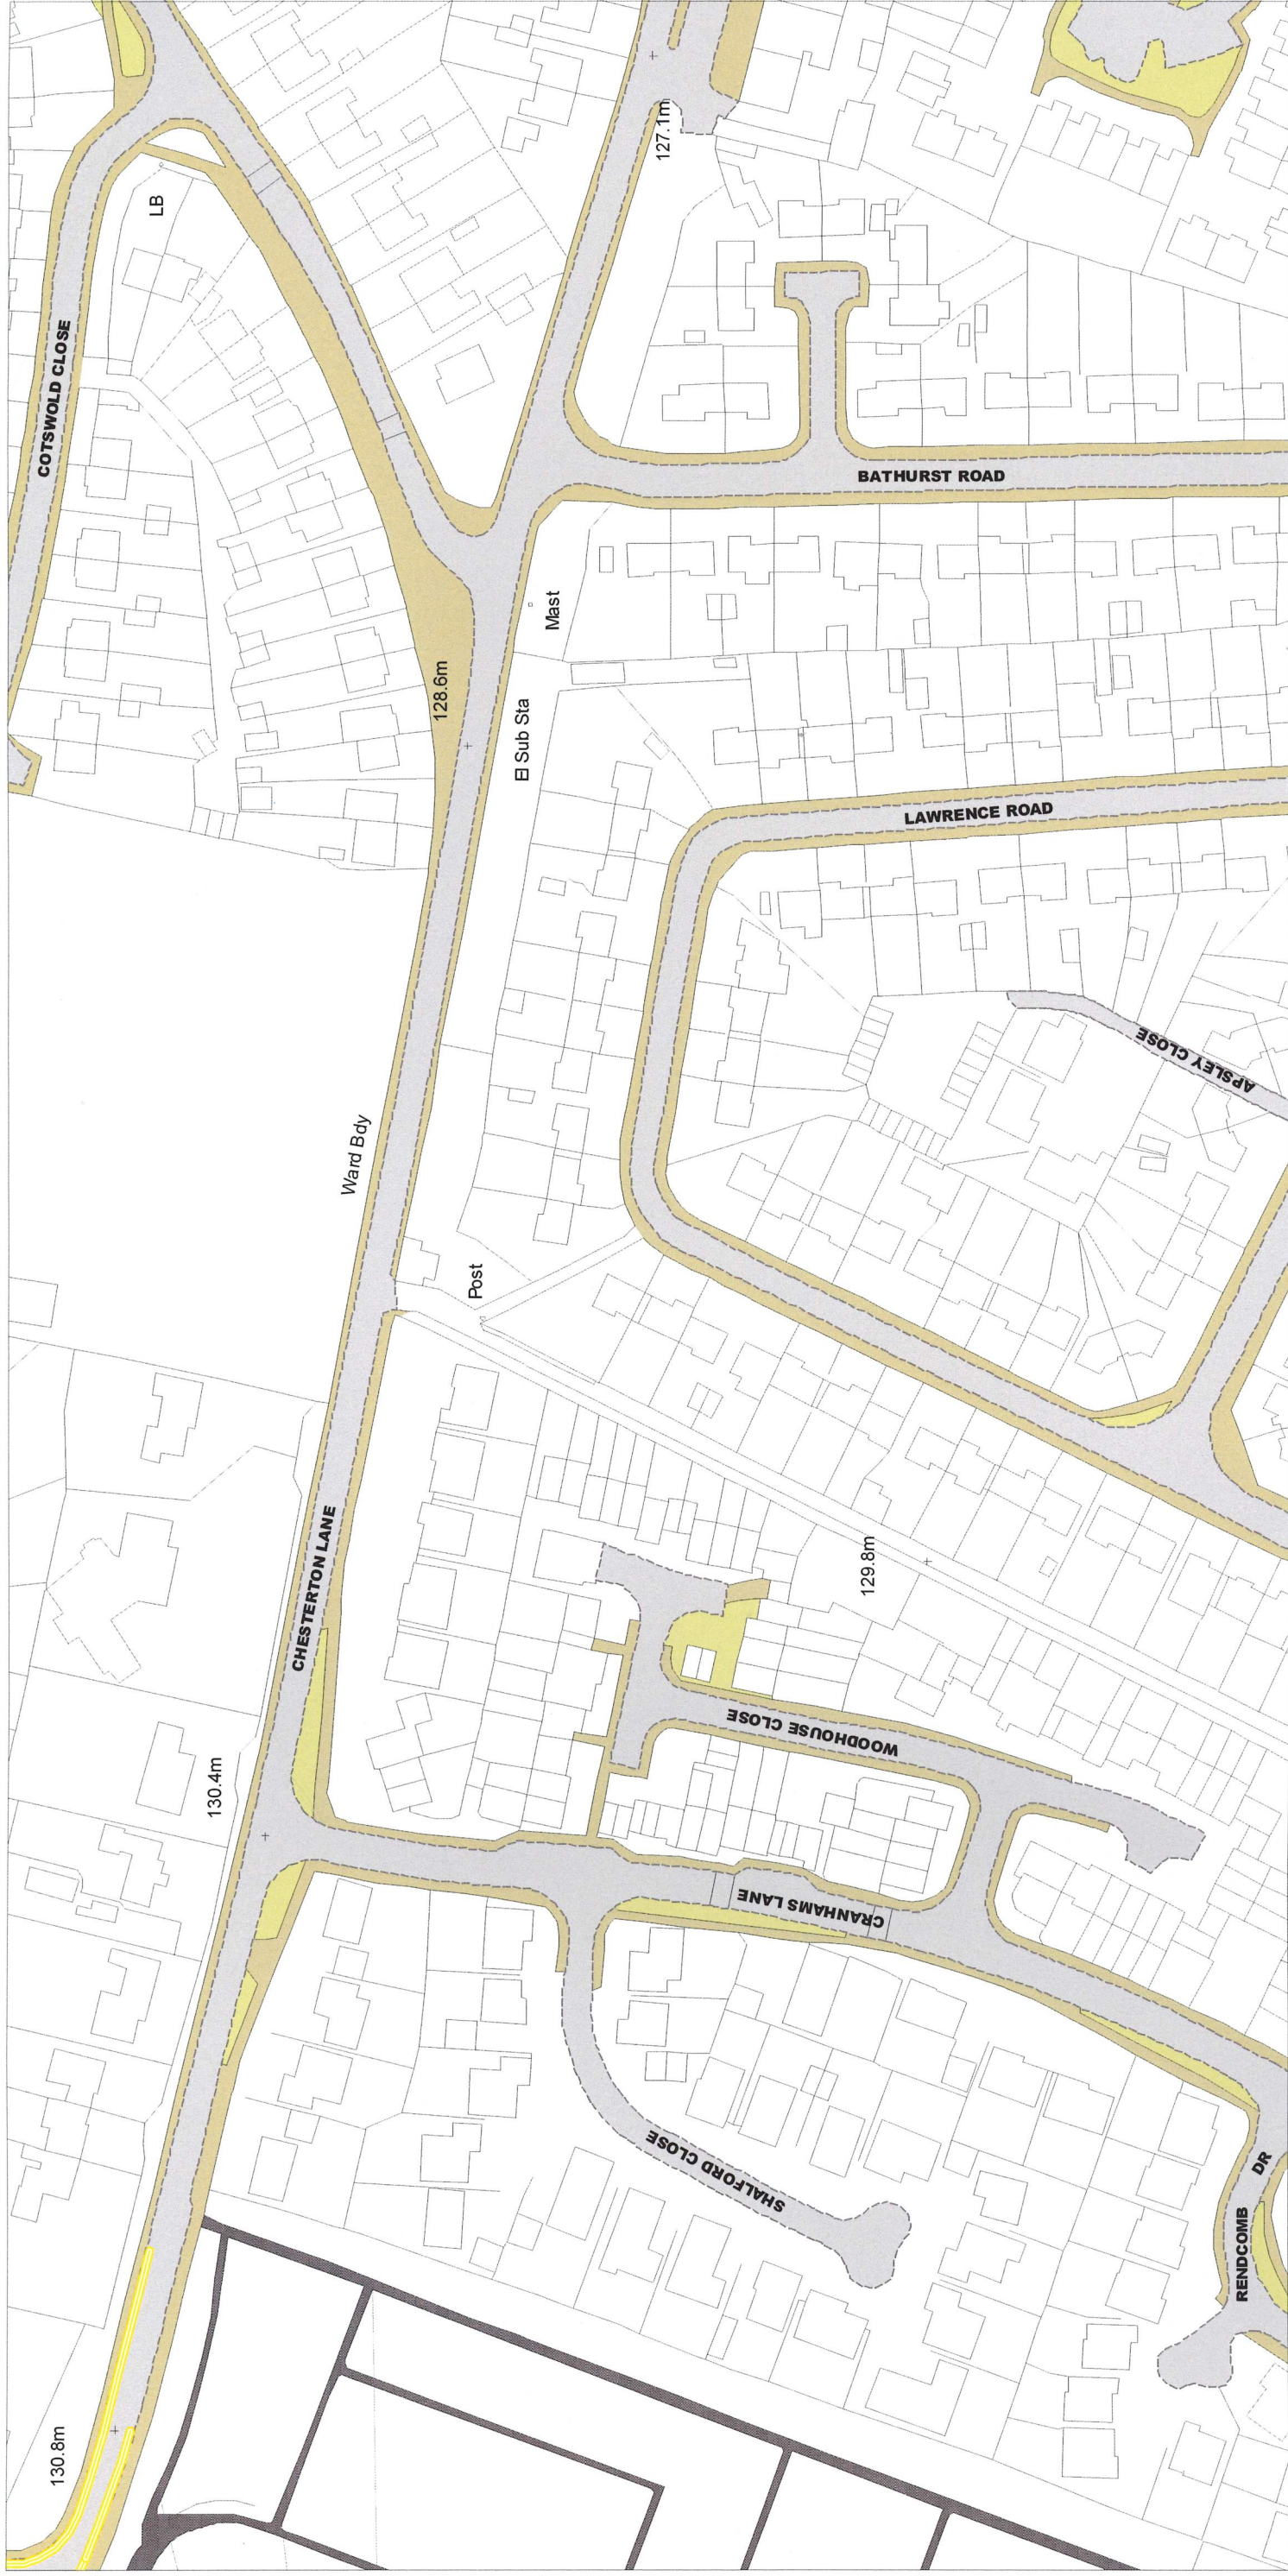 127.1m
LB
COTSWOLD CLOSE
BATHURST ROAD
Mast
128.6m
Sub Sta
LAWRENCE ROAD
APSLEY CLOSE
Ward Bdy
Post
CHESTERTON LANE
129.8m
WOODHOUSE CLOSE
130.4m
CRANHAMS LANE
SHALFORD CLOSE
RENDCOMB
DR
130.8m